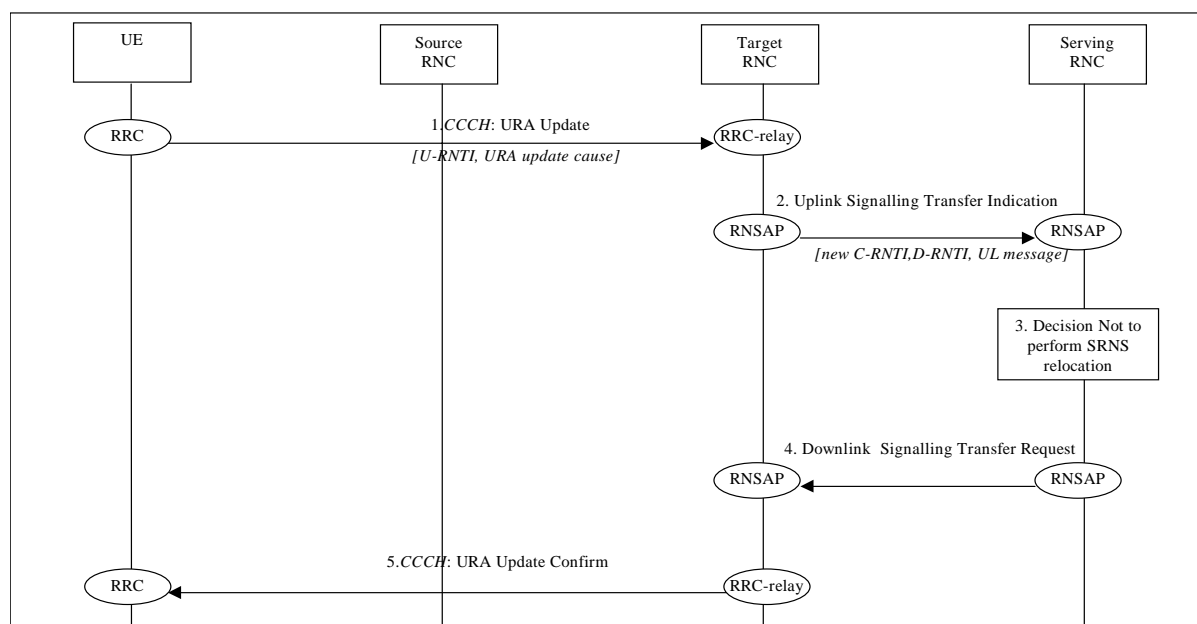 UE
Source
RNC
Target
RNC
Serving
RNC
RRC
1.CCCH: URA Update
[U-RNTI, URA update cause]
RRC-relay
2. Uplink Signalling Transfer Indication
RNSAP
RNSAP
[new C-RNTI,D-RNTI, UL message]
3. Decision Not to
perform SRNS
relocation
4. Downlink Signalling Transfer Request
RNSAP
RNSAP
5.CCCH: URA Update Confirm
RRC
RRC-relay